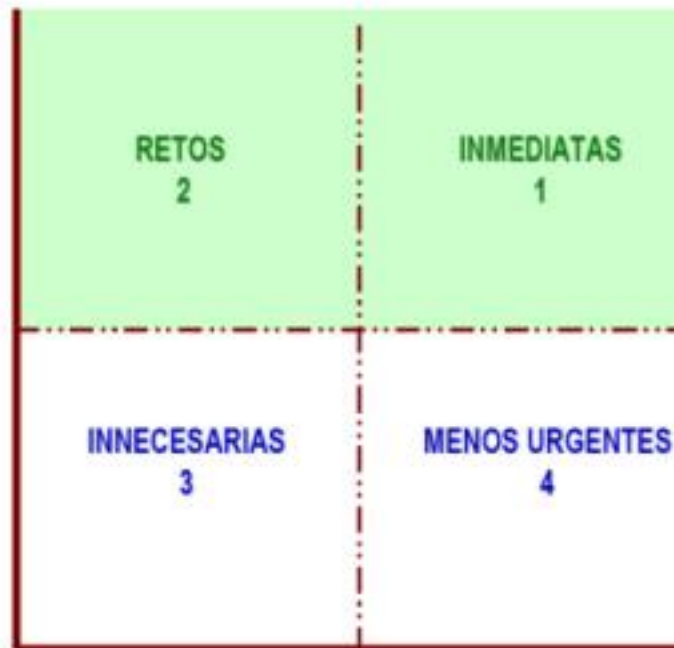 RETOS
2
INMEDIATAS
1
INNECESARIAS
3
MENOS URGENTES
4